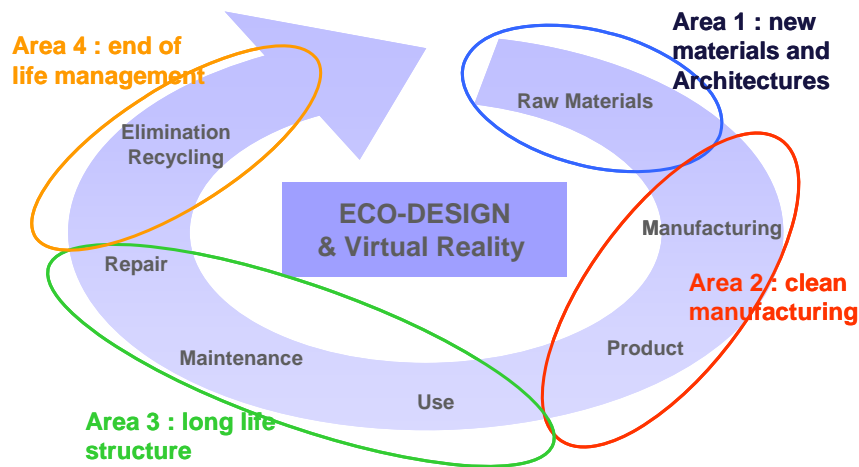 Area 1 : new
materials and
Architectures
Raw Materials
Manufacturing
Area 2 : clean
manufacturing
Product
Use
Maintenance
Repair
Area 3 : long life
structure
Elimination
Recycling
Area 4 : end of
life management
ECO-DESIGN
& Virtual Reality